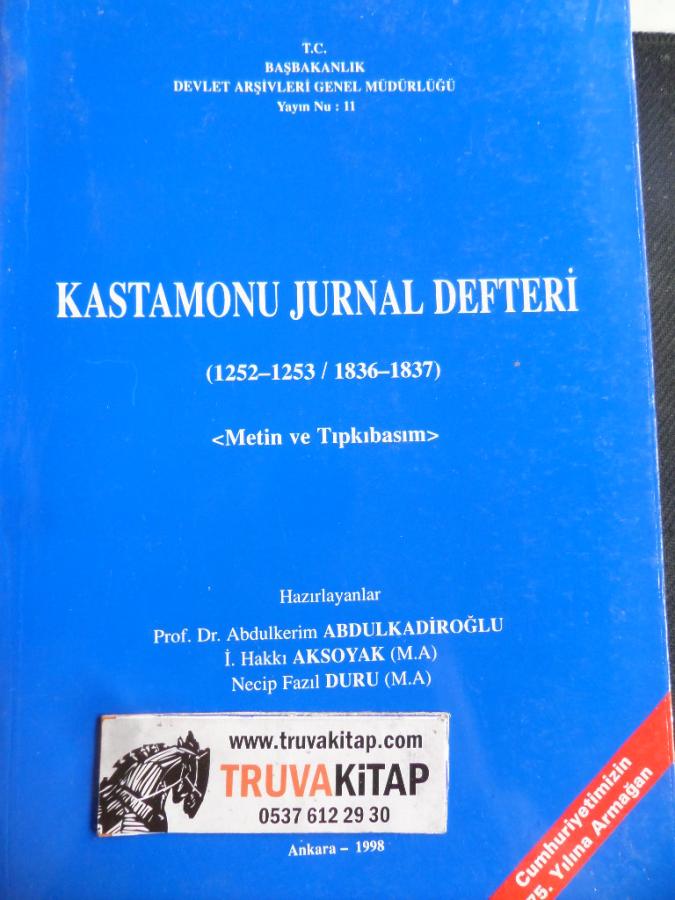 T.C.
BAŞBAKANLIK
DEVLET ARŞİVLERİ GENEL MÜDÜRLÜĞÜ
Yayın Nu : 11
KASTAMONU JURNAL DEFTERİ
(1252–1253 / 1836–1837)
<Metin ve Tıpkıbasım>
Hazırlayanlar
Prof. Dr. Abdulkerim ABDULKADİROĞLU
İ. Hakkı AKSOYAK (M.A)
Necip Fazıl DURU (M.A)
www.truvakitap.com
TRUVAKiTAP
0537 612 29 30
Ankara – 1998
Cumhuriyetimizin
75. Yılına Armağan